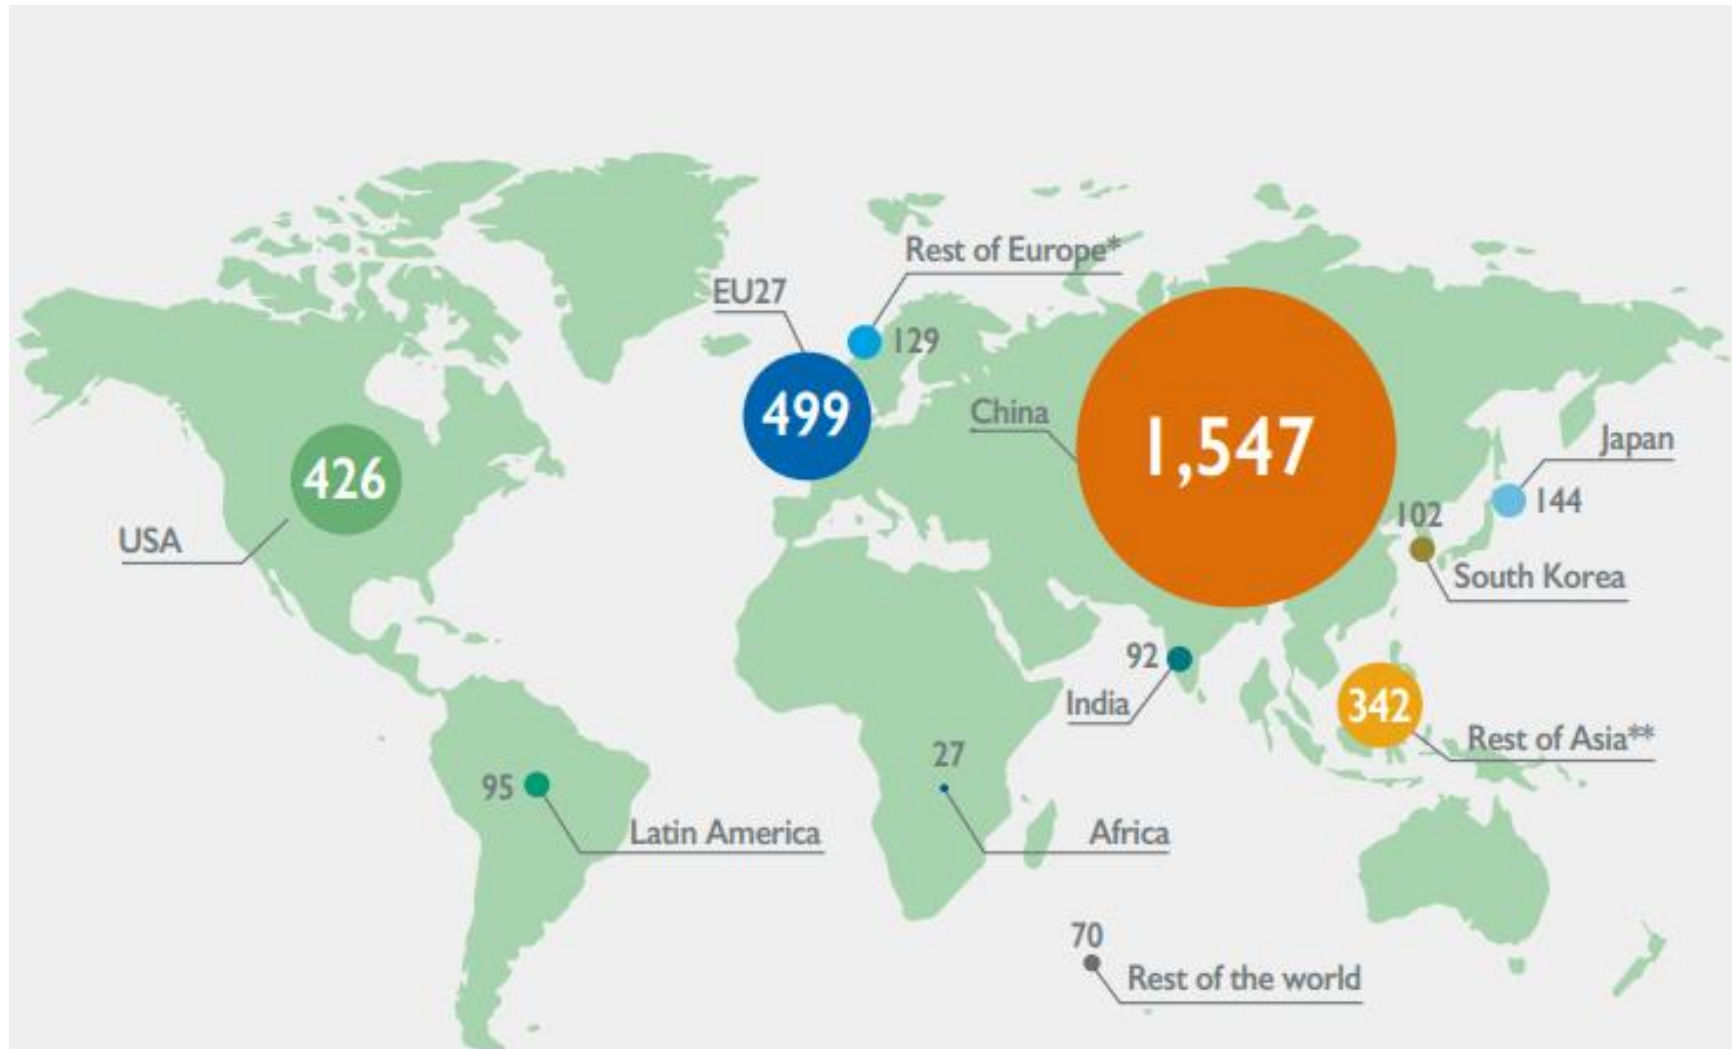 Rest of Europe*
EU27
129
499
China
1,547
Japan
426
144
102
USA
South Korea
92
India
342
Rest of Asia**
27
95
Latin America
Africa
70
Rest of the world